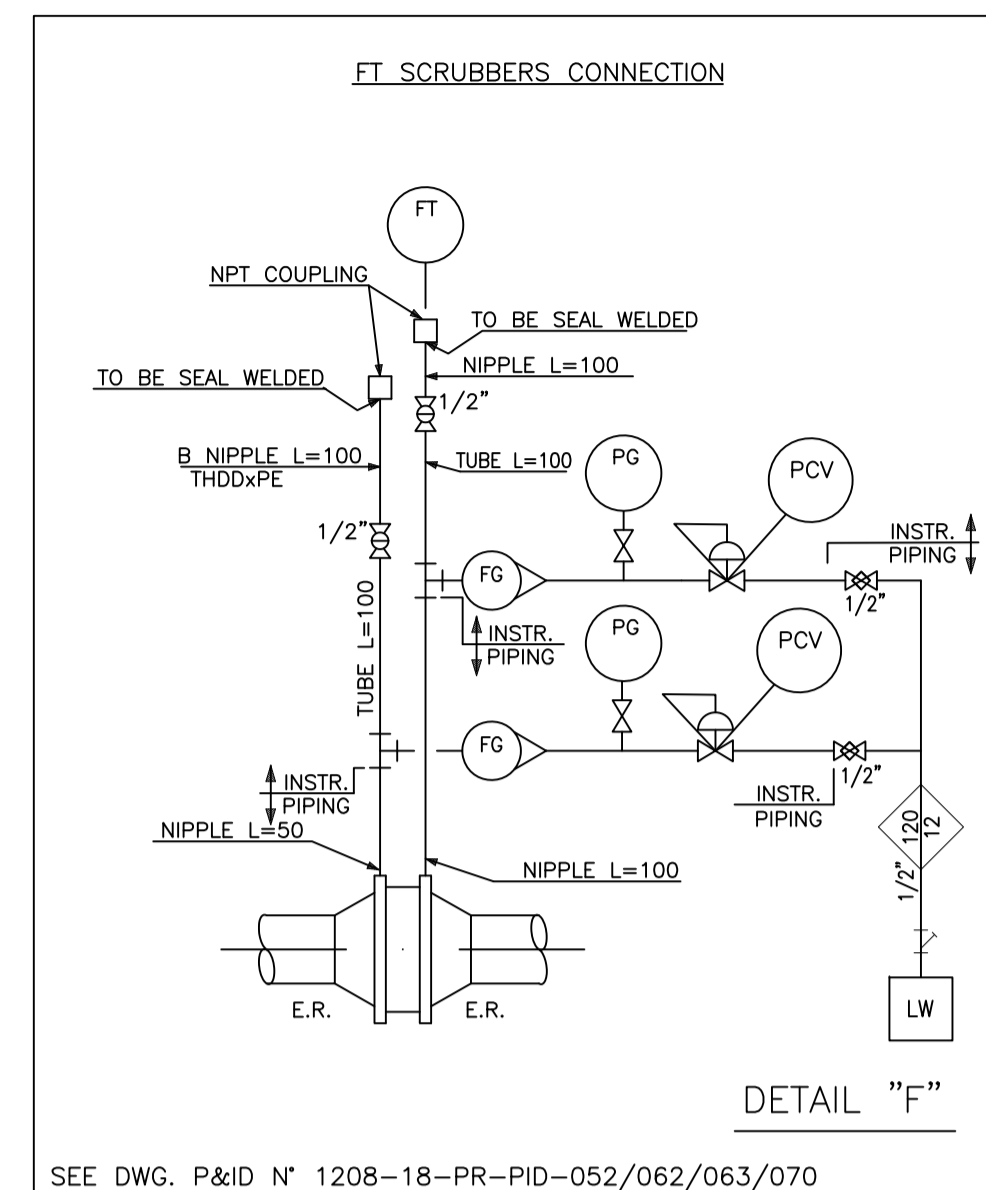 FT SCRUBBERS CONNECTION
FT
NPT COUPLING
TO BE SEAL WELDED
NIPPLE L=100
TO BE SEAL WELDED
1/2"
B NIPPLE L=100
THDDxPE
TUBE L=100
PG
PCV
1/2"
INSTR.
PIPING
FG
1/2"
TUBE L=100
INSTR.
PIPING
PG
PCV
FG
1/2"
INSTR.
PIPING
INSTR.
PIPING
NIPPLE L=50
120
12
NIPPLE L=100
1/2"
E.R.
E.R.
LW
DETAIL "F"
SEE DWG. P&ID N° 1208-18-PR-PID-052/062/063/070